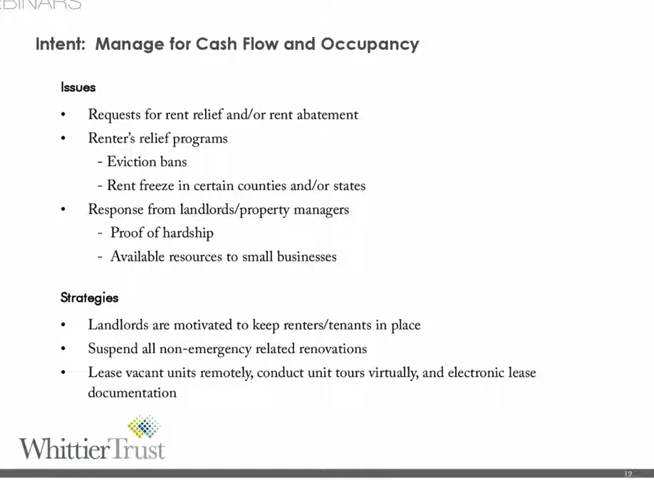 EBINARS
Intent: Manage for Cash Flow and Occupancy
Issues
• Requests for rent relief and/or rent abatement
• Renter's relief programs
- Eviction bans
- Rent freeze in certain counties and/or states
• Response from landlords/property managers
- Proof of hardship
- Available resources to small businesses
Strategies
• Landlords are motivated to keep renters/tenants in place
• Suspend all non-emergency related renovations
• Lease vacant units remotely, conduct unit tours virtually, and electronic lease
documentation
WhittierTrust
12